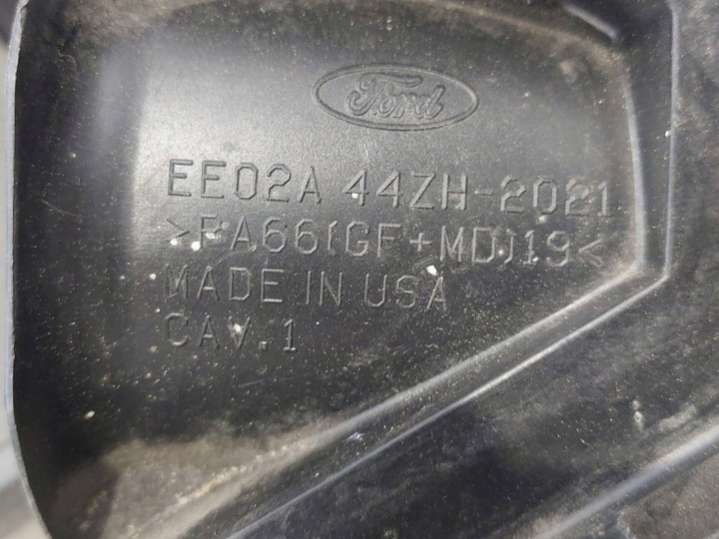 Ford
EE02A 44ZH-2021
>PA66(GF+MD)19<
MADE IN USA
CAV.1